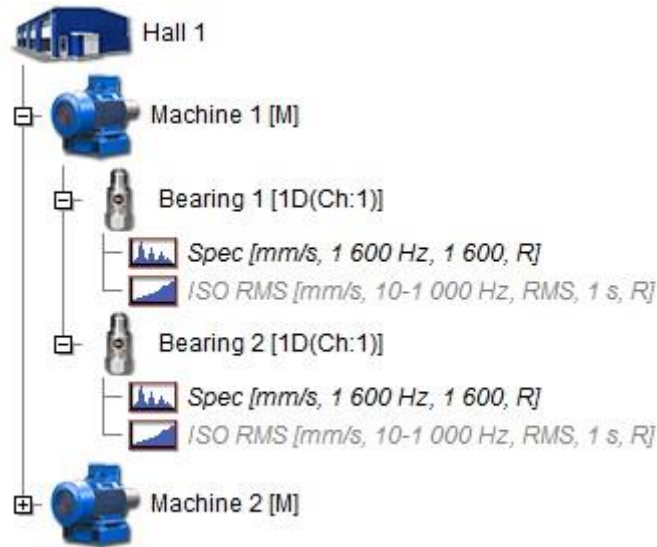 Hall 1
Machine 1 [M]
Bearing 1 [1D(Ch:1)]
Spec [mm/s, 1 600 Hz, 1 600, R]
ISO RMS [mm/s, 10-1 000 Hz, RMS, 1 s, R]
Bearing 2 [1D(Ch:1)]
Spec [mm/s, 1 600 Hz, 1 600, R]
ISO RMS [mm/s, 10-1 000 Hz, RMS, 1 s, R]
Machine 2 [M]